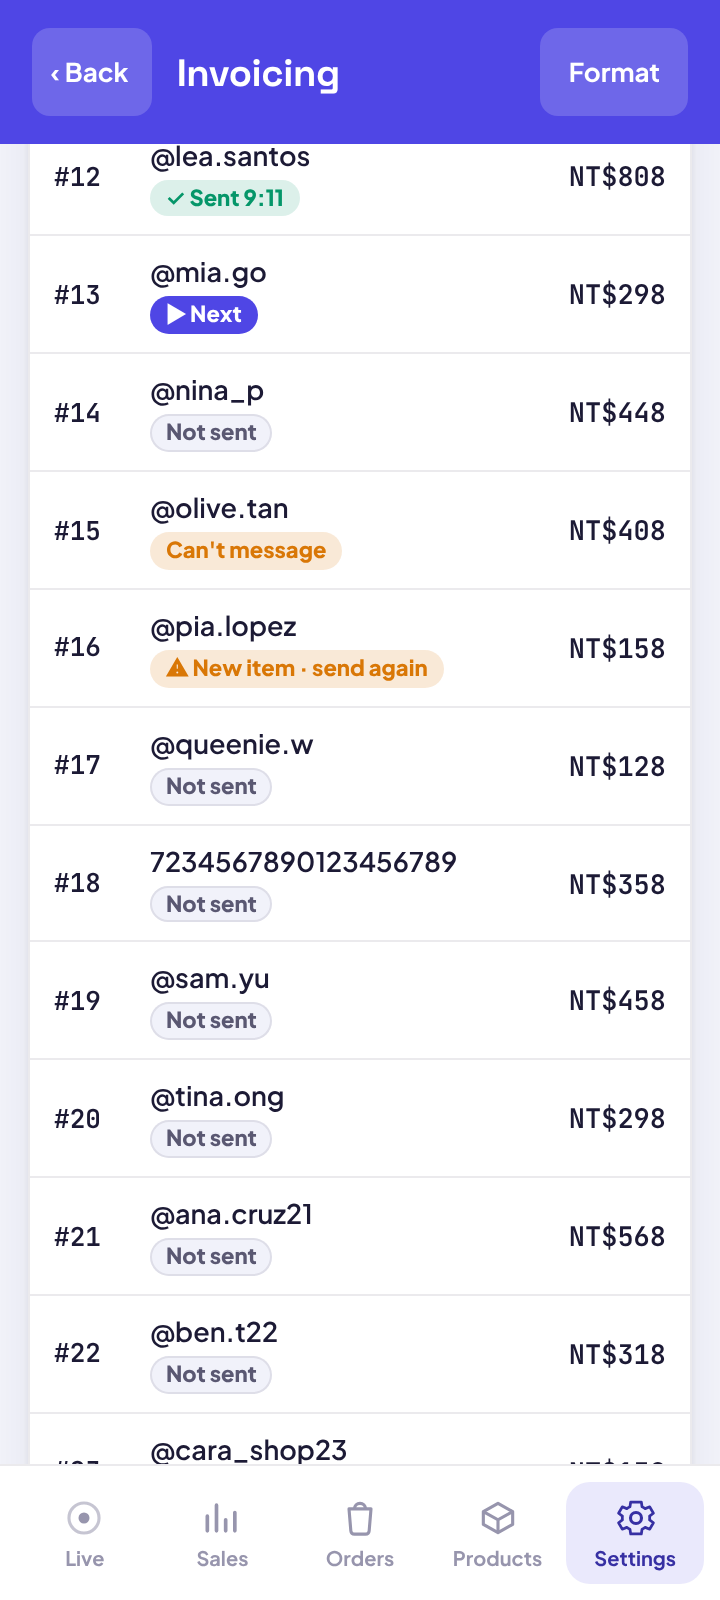 ‹ Back
Invoicing
Format
#12
@lea.santos
✓ Sent 9:11
NT$808
#13
@mia.go
▶ Next
NT$298
#14
@nina_p
Not sent
NT$448
#15
@olive.tan
Can't message
NT$408
#16
@pia.lopez
⚠ New item · send again
NT$158
#17
@queenie.w
Not sent
NT$128
#18
7234567890123456789
Not sent
NT$358
#19
@sam.yu
Not sent
NT$458
#20
@tina.ong
Not sent
NT$298
#21
@ana.cruz21
Not sent
NT$568
#22
@ben.t22
Not sent
NT$318
@cara_shop23
Live
Sales
Orders
Products
Settings